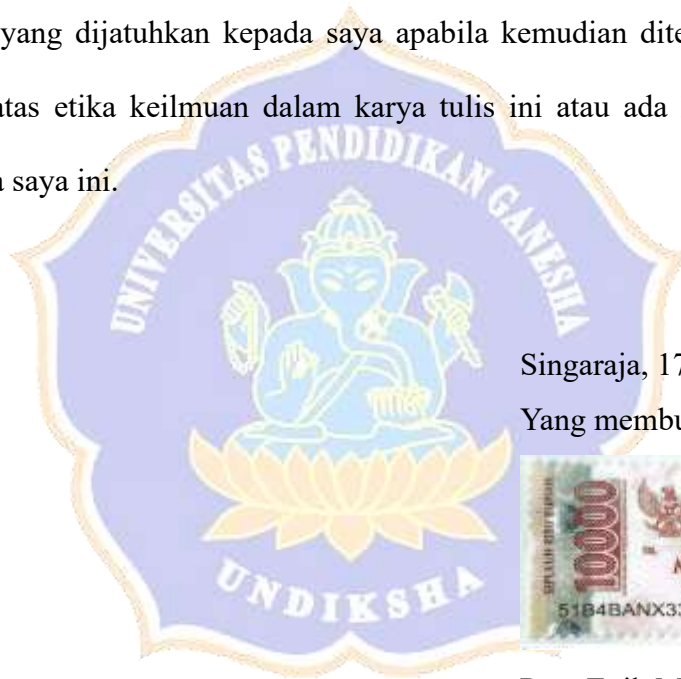 yang dijatuhkan kepada saya apabila kemudian dite
atas etika keilmuan dalam karya tulis ini atau ada
saya ini.
UNIVERSITAS PENDIDIKAN GANESHA
Singaraja, 17
Yang membu
10000
51B4BANX33
UNDIKSHA